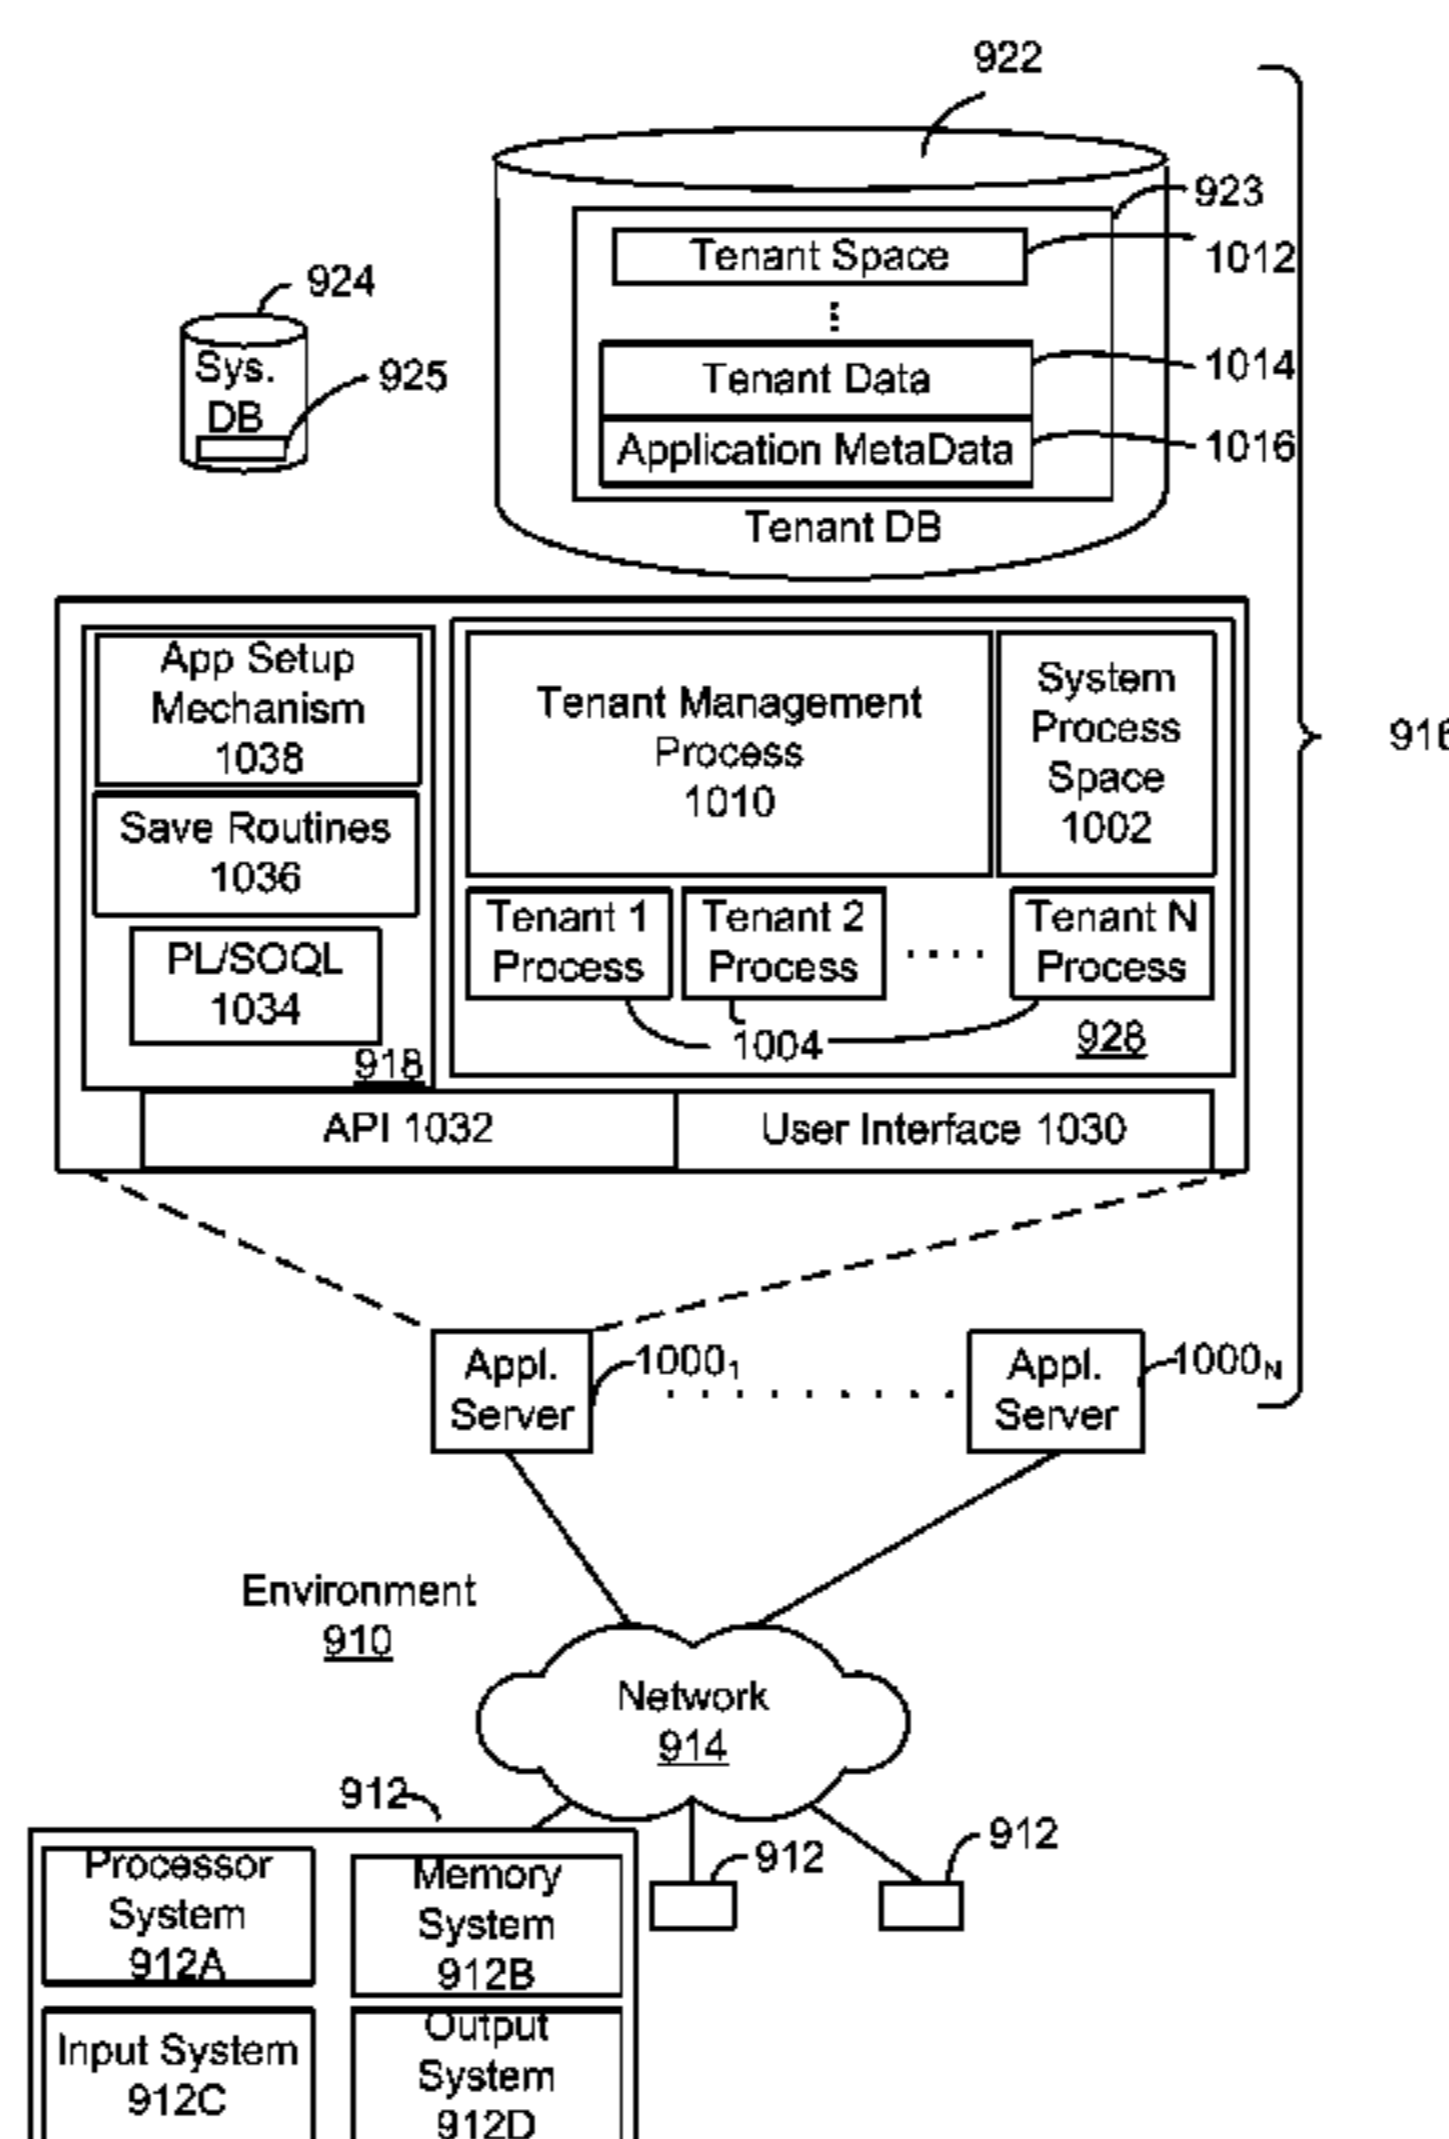 922
923
Tenant Space
1012
924
Sys.
DB
925
Tenant Data
1014
Application MetaData
1016
Tenant DB
App Setup
Mechanism
1038
Tenant Management
Process
1010
System
Process
Space
1002
916
Save Routines
1036
PL/SOQL
1034
918
Tenant 1
Process
Tenant 2
Process
. . . .
Tenant N
Process
1004
928
API 1032
User Interface 1030
Appl.
Server
1000₁
. . . . . . . . .
Appl.
Server
1000ₙ
Environment
910
Network
914
912
912
912
Processor
System
912A
Memory
System
912B
Input System
912C
Output
System
912D